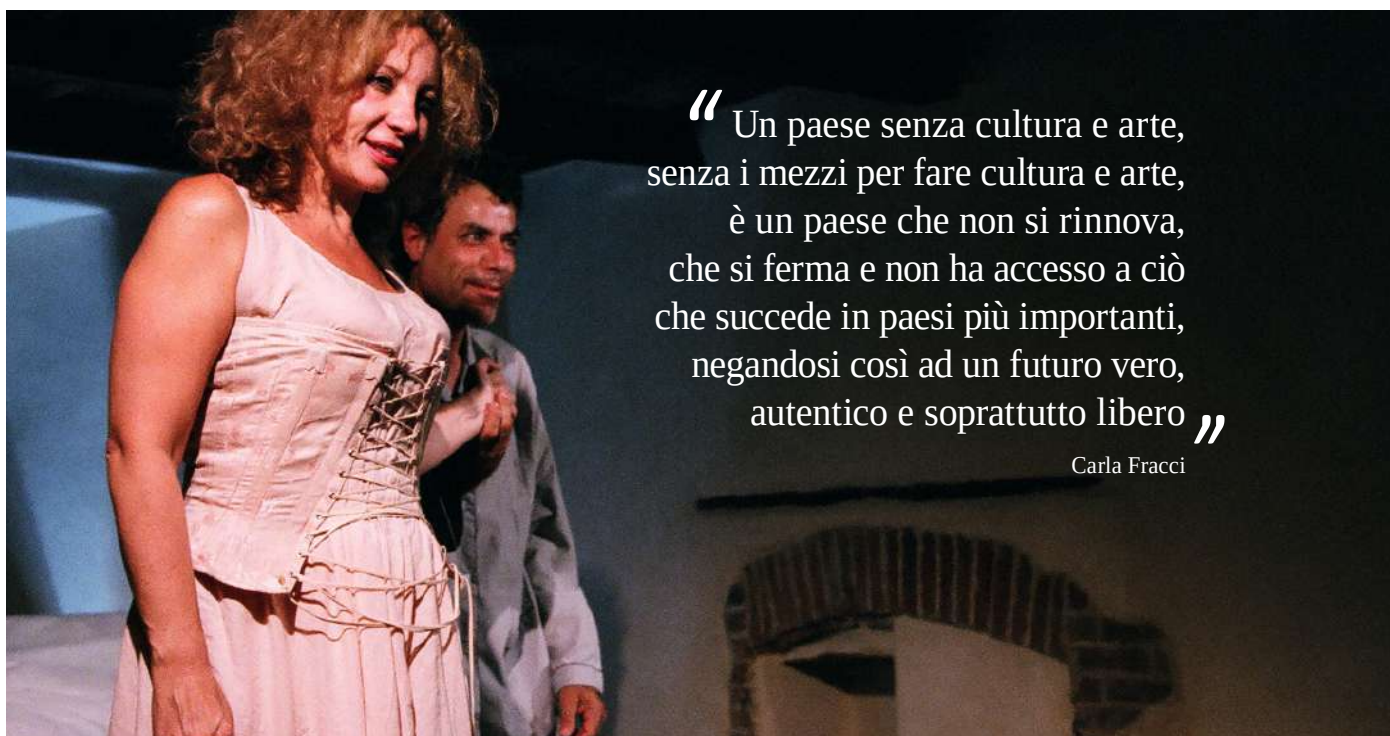 “ Un paese senza cultura e arte,
senza i mezzi per fare cultura e arte,
è un paese che non si rinnova,
che si ferma e non ha accesso a ciò
che succede in paesi più importanti,
negandosi così ad un futuro vero,
autentico e soprattutto libero ”
Carla Fracci